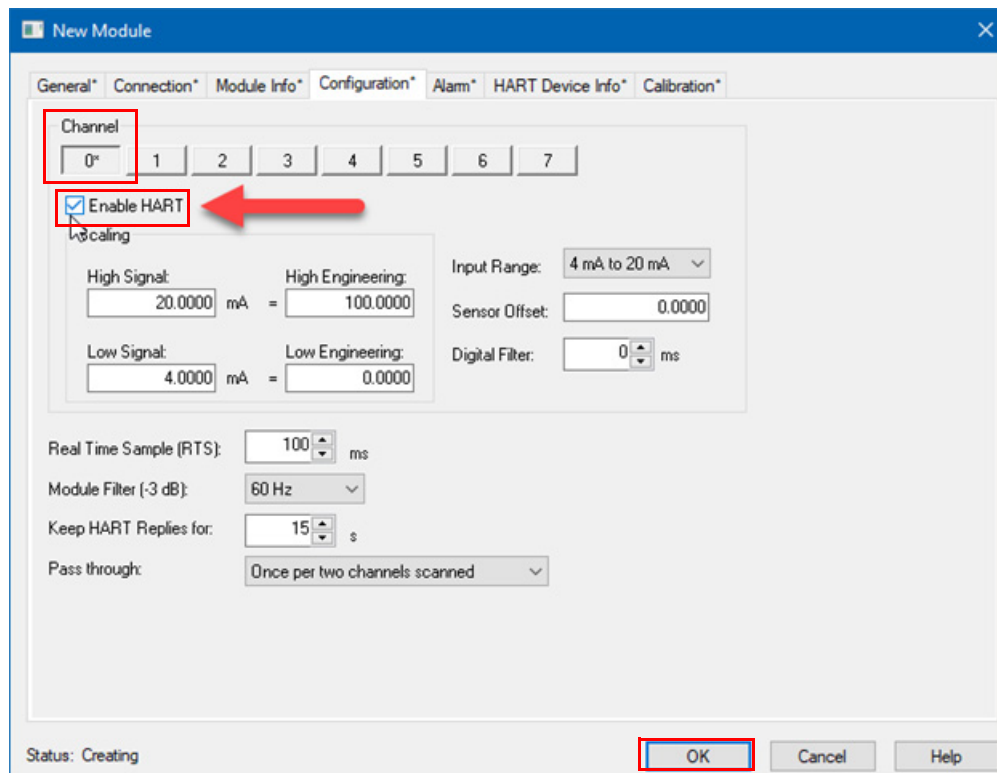 New Module
General* Connection* Module Info* Configuration* Alarm* HART Device Info* Calibration*
Channel
0* 1 2 3 4 5 6 7
Enable HART
Scaling
High Signal: High Engineering:
20.0000 mA = 100.0000
Low Signal: Low Engineering:
4.0000 mA = 0.0000
Input Range: 4 mA to 20 mA
Sensor Offset: 0.0000
Digital Filter: 0 ms
Real Time Sample (RTS): 100 ms
Module Filter (-3 dB): 60 Hz
Keep HART Replies for: 15 s
Pass through: Once per two channels scanned
Status: Creating OK Cancel Help